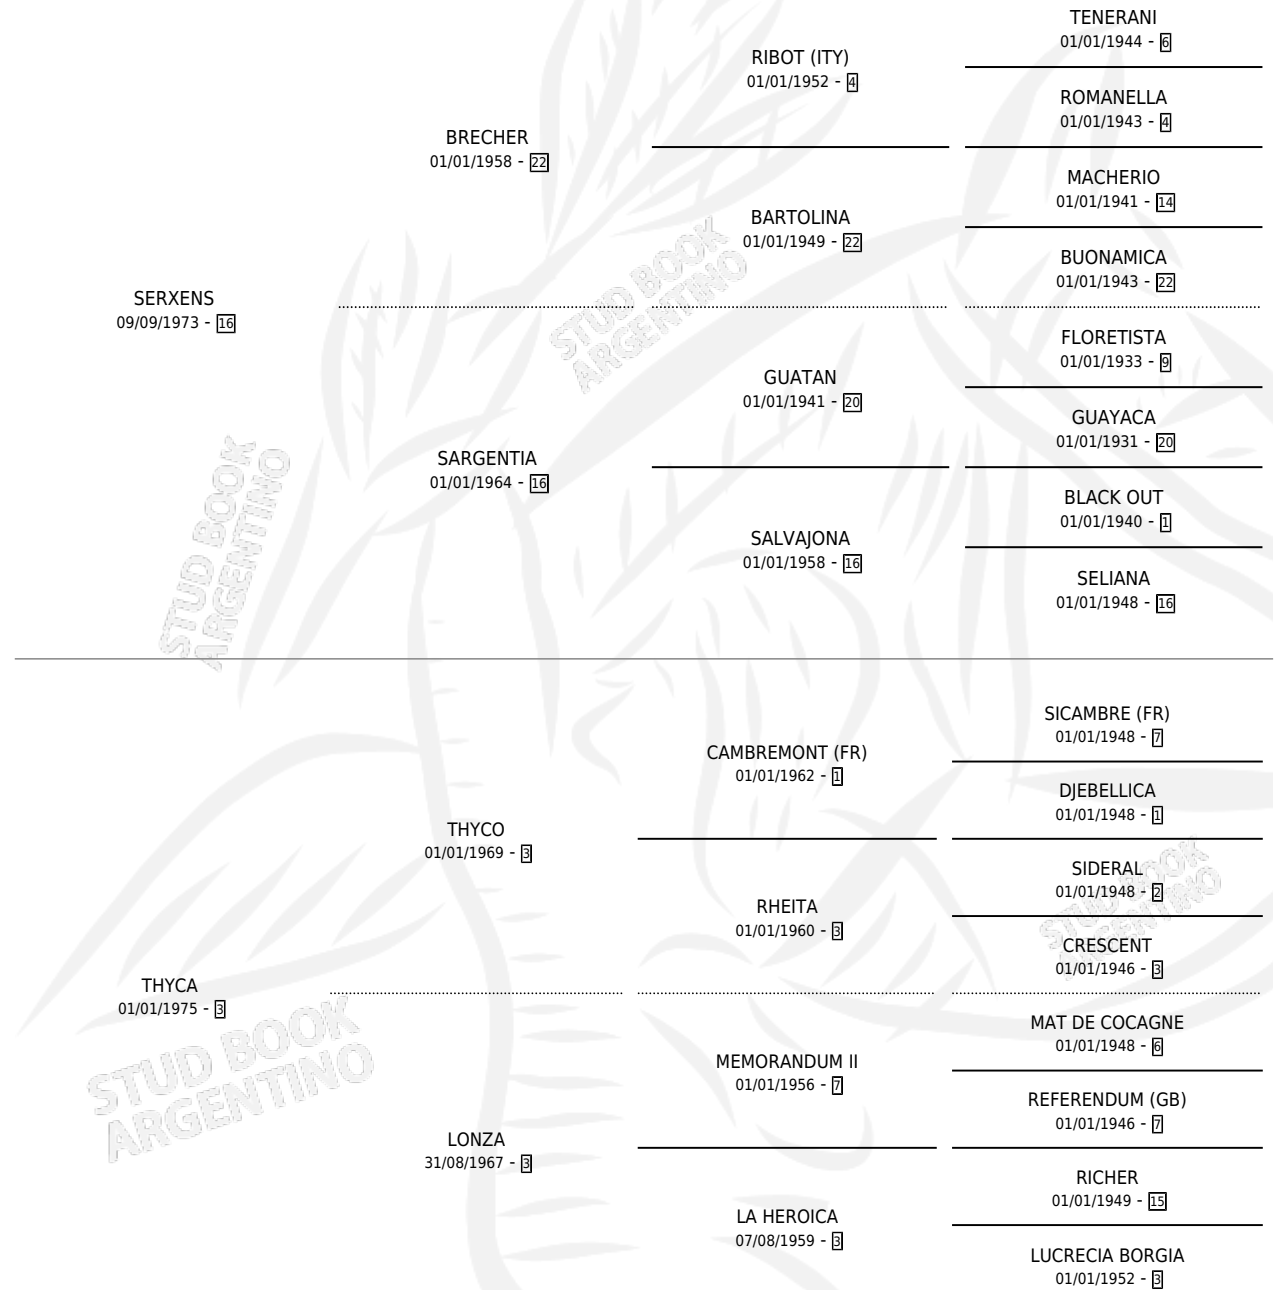 TENERANI
01/01/1944 - 6
RIBOT (ITY)
01/01/1952 - 4
ROMANELLA
01/01/1943 - 4
BRECHER
01/01/1958 - 22
MACHERIO
01/01/1941 - 14
BARTOLINA
01/01/1949 - 22
BUONAMICA
01/01/1943 - 22
SERXENS
09/09/1973 - 16
FLORETISTA
01/01/1933 - 9
GUATAN
01/01/1941 - 20
GUAYACA
01/01/1931 - 20
SARGENTIA
01/01/1964 - 16
BLACK OUT
01/01/1940 - 1
SALVAJONA
01/01/1958 - 16
SELIANA
01/01/1948 - 16
STUD BOOK
ARGENTINO
STUD BOOK
ARGENTINO
SICAMBRE (FR)
01/01/1948 - 7
CAMBREMONT (FR)
01/01/1962 - 1
DJEBELLICA
01/01/1948 - 1
THYCO
01/01/1969 - 3
SIDERAL
01/01/1948 - 2
RHEITA
01/01/1960 - 3
CRESCENT
01/01/1946 - 3
THYCA
01/01/1975 - 3
MAT DE COCAGNE
01/01/1948 - 6
MEMORANDUM II
01/01/1956 - 7
REFERENDUM (GB)
01/01/1946 - 7
LONZA
31/08/1967 - 3
RICHER
01/01/1949 - 15
LA HEROICA
07/08/1959 - 3
LUCRECIA BORGIA
01/01/1952 - 3
STUD BOOK
ARGENTINO
STUD BOOK
ARGENTINO